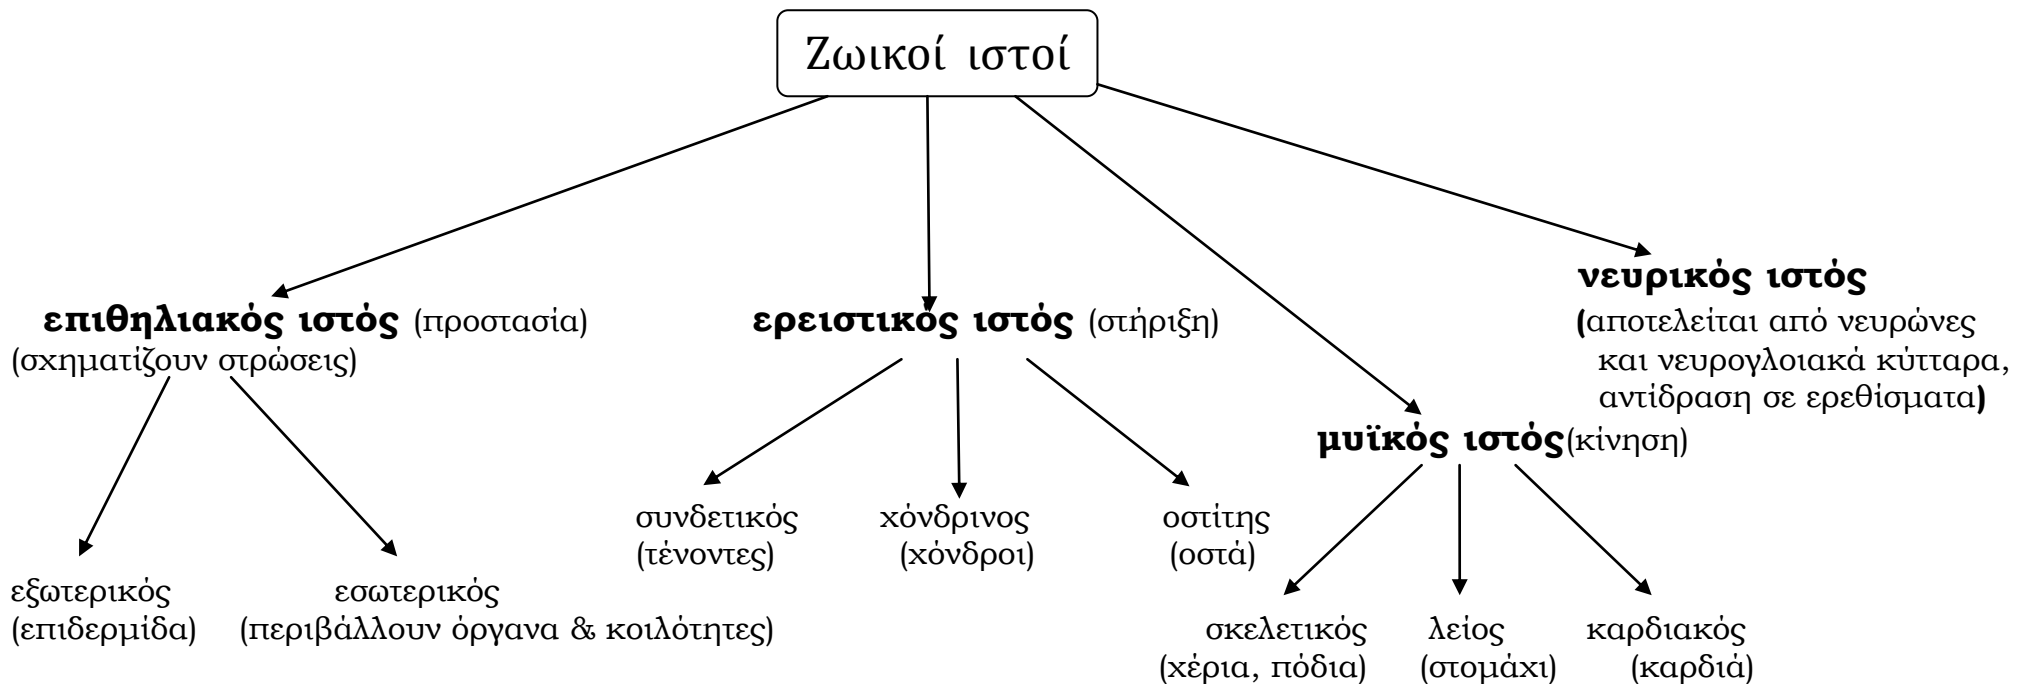 Ζωικοί ιστοί
επιθηλιακός ιστός (προστασία)
(σχηματίζουν στρώσεις)
εξωτερικός
(επιδερμίδα)
εσωτερικός
(περιβάλλουν όργανα & κοιλότητες)
ερειστικός ιστός (στήριξη)
συνδετικός
(τένοντες)
χόνδρινος
(χόνδροι)
οστίτης
(οστά)
μυϊκός ιστός(κίνηση)
σκελετικός
(χέρια, πόδια)
λείος
(στομάχι)
καρδιακός
(καρδιά)
νευρικός ιστός
(αποτελείται από νευρώνες
και νευρογλοιακά κύτταρα,
αντίδραση σε ερεθίσματα)